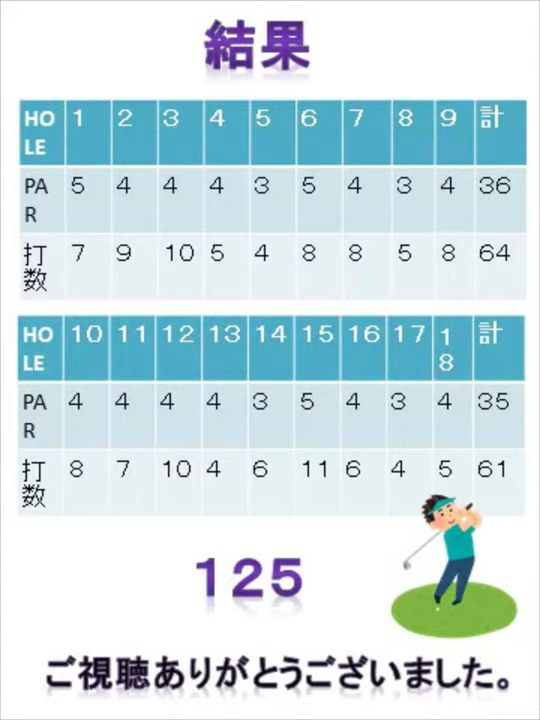 結果
HOLE 1 2 3 4 5 6 7 8 9 計
PAR 5 4 4 4 3 5 4 3 4 36
打数 7 9 10 5 4 8 8 5 8 64
HOLE 10 11 12 13 14 15 16 17 18 計
PAR 4 4 4 4 3 5 4 3 4 35
打数 8 7 10 4 6 11 6 4 5 61
125
ご視聴ありがとうございました。